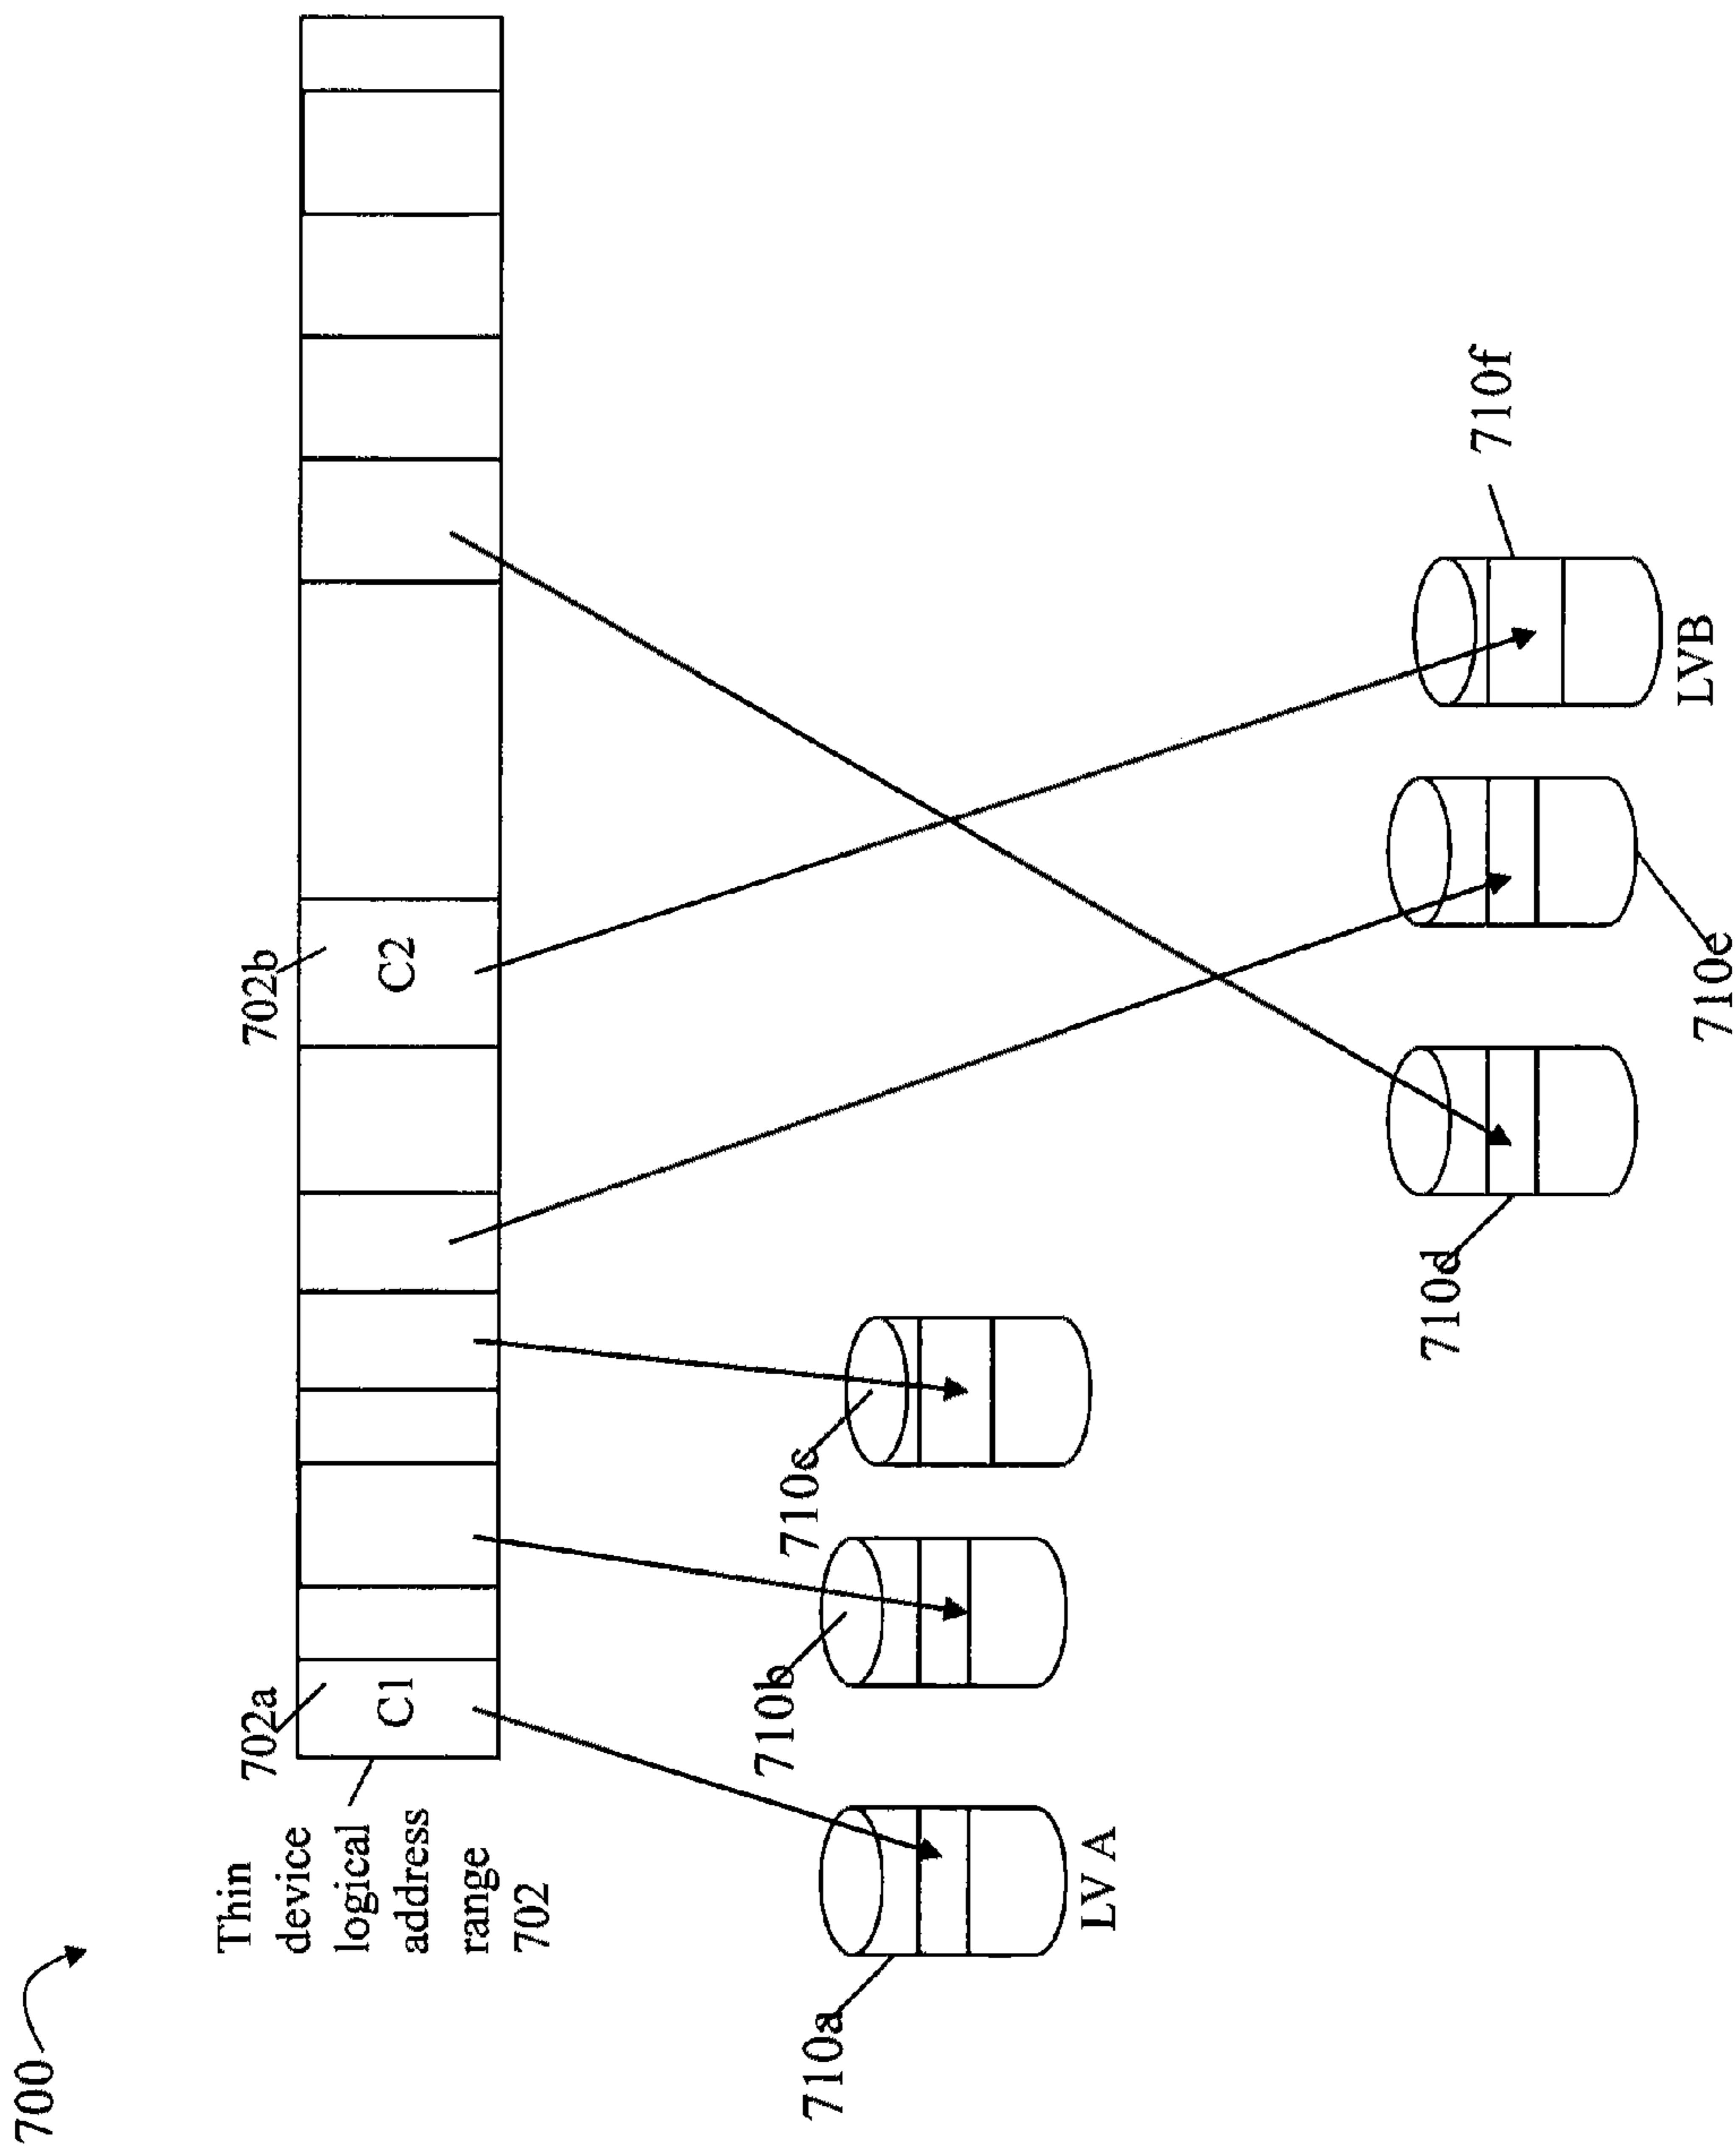 700
Thin
device
logical
address
range
702
702a
702b
C1
C2
710a
LV A
710b
710c
710d
710e
710f
LVB